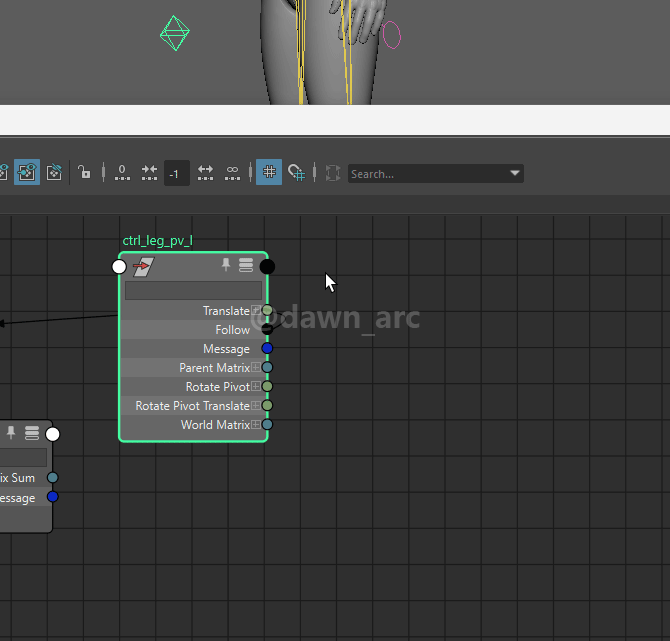 0
-1
∞
Search...
ctrl_leg_pv_l
Translate
@dawn_arc
Follow
Message
Parent Matrix
Rotate Pivot
Rotate Pivot Translate
World Matrix
ix Sum
essage